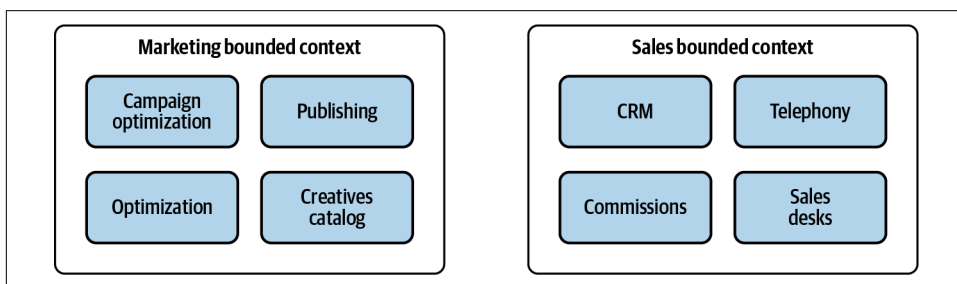 Marketing bounded context
Campaign
optimization
Publishing
Optimization
Creatives
catalog
Sales bounded context
CRM
Telephony
Commissions
Sales
desks